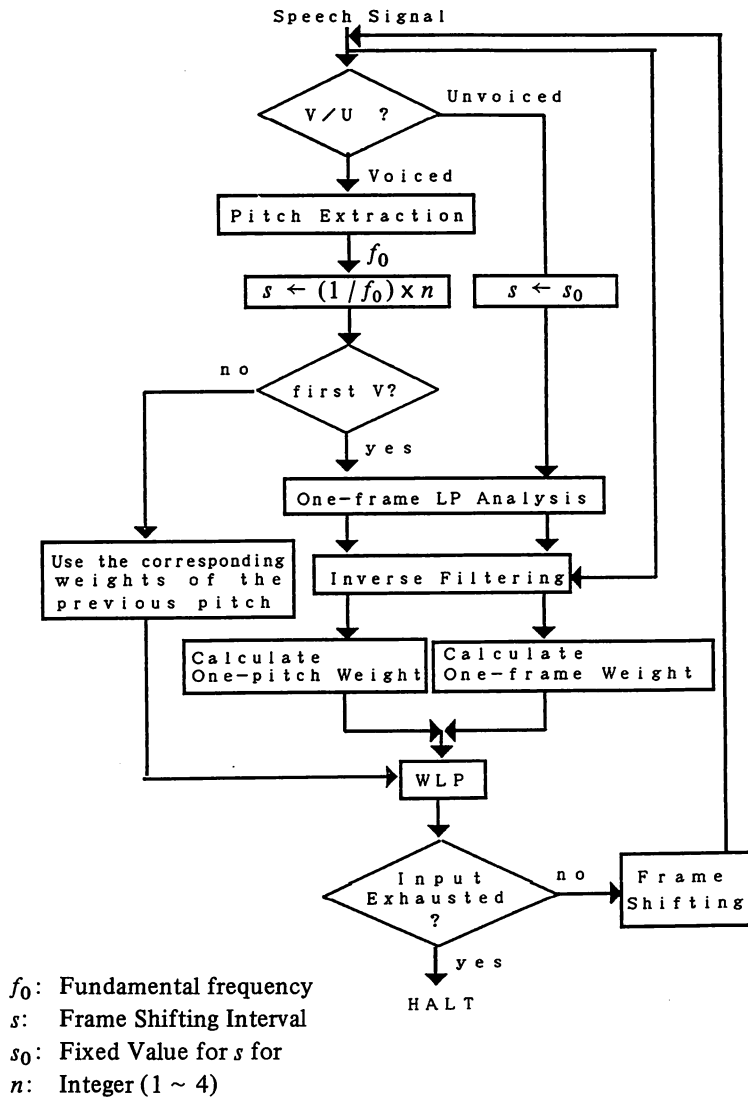 Speech Signal
V/U ?
Unvoiced
Voiced
Pitch Extraction
f₀
s ← (1/f₀) x n
s ← s₀
no
first V?
yes
One-frame LP Analysis
Use the corresponding
weights of the
previous pitch
Inverse Filtering
Calculate
One-pitch Weight
Calculate
One-frame Weight
WLP
Input
Exhausted
?
no
Frame
Shifting
yes
HALT
f₀: Fundamental frequency
s: Frame Shifting Interval
s₀: Fixed Value for s for
n: Integer (1 ~ 4)